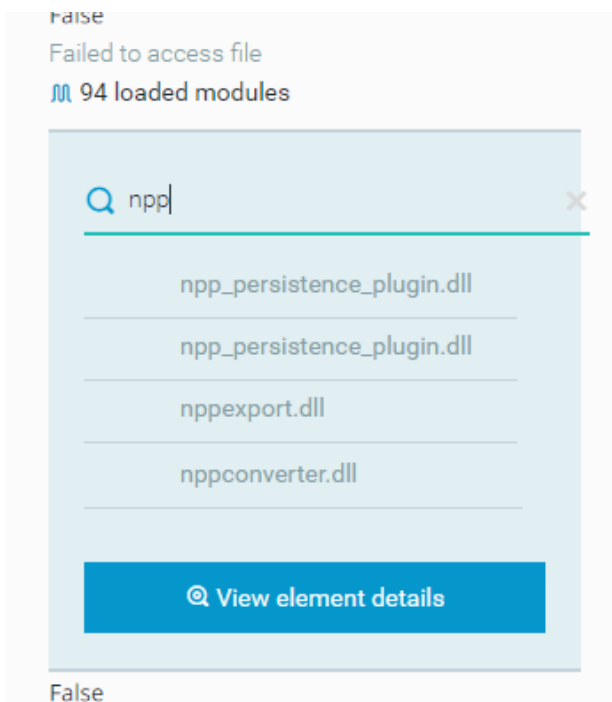 False
Failed to access file
94 loaded modules
npp
npp_persistence_plugin.dll
npp_persistence_plugin.dll
nppexport.dll
nppconverter.dll
View element details
False